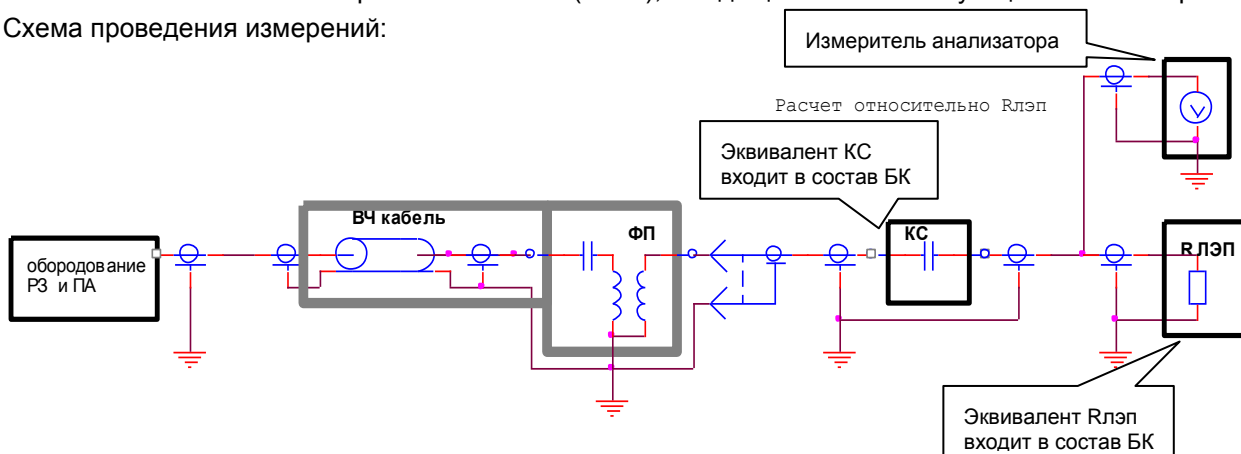 Схема проведения измерений:
Измеритель анализатора
Расчет относительно Rлэп
Эквивалент КС
входит в состав БК
ВЧ кабель
ФП
КС
R ЛЭП
обородование
РЗ и ПА
V
Эквивалент Rлэп
входит в состав БК